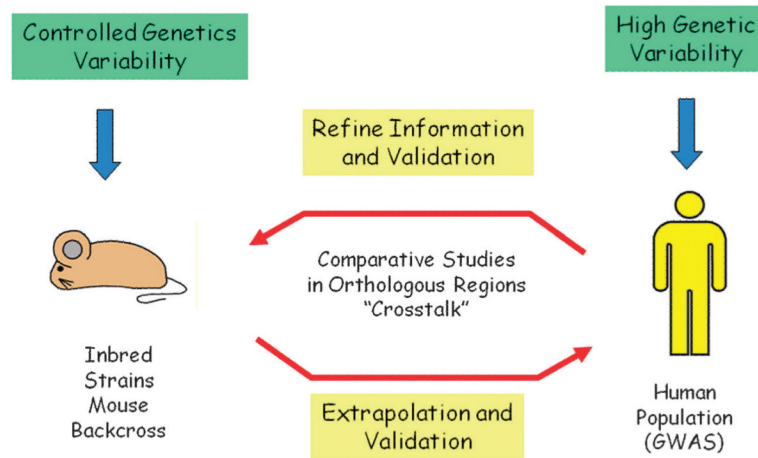 Controlled Genetics
Variability
High Genetic
Variability
Refine Information
and Validation
Comparative Studies
in Orthologous Regions
“Crosstalk”
Inbred
Strains
Mouse
Backcross
Extrapolation and
Validation
Human
Population
(GWAS)